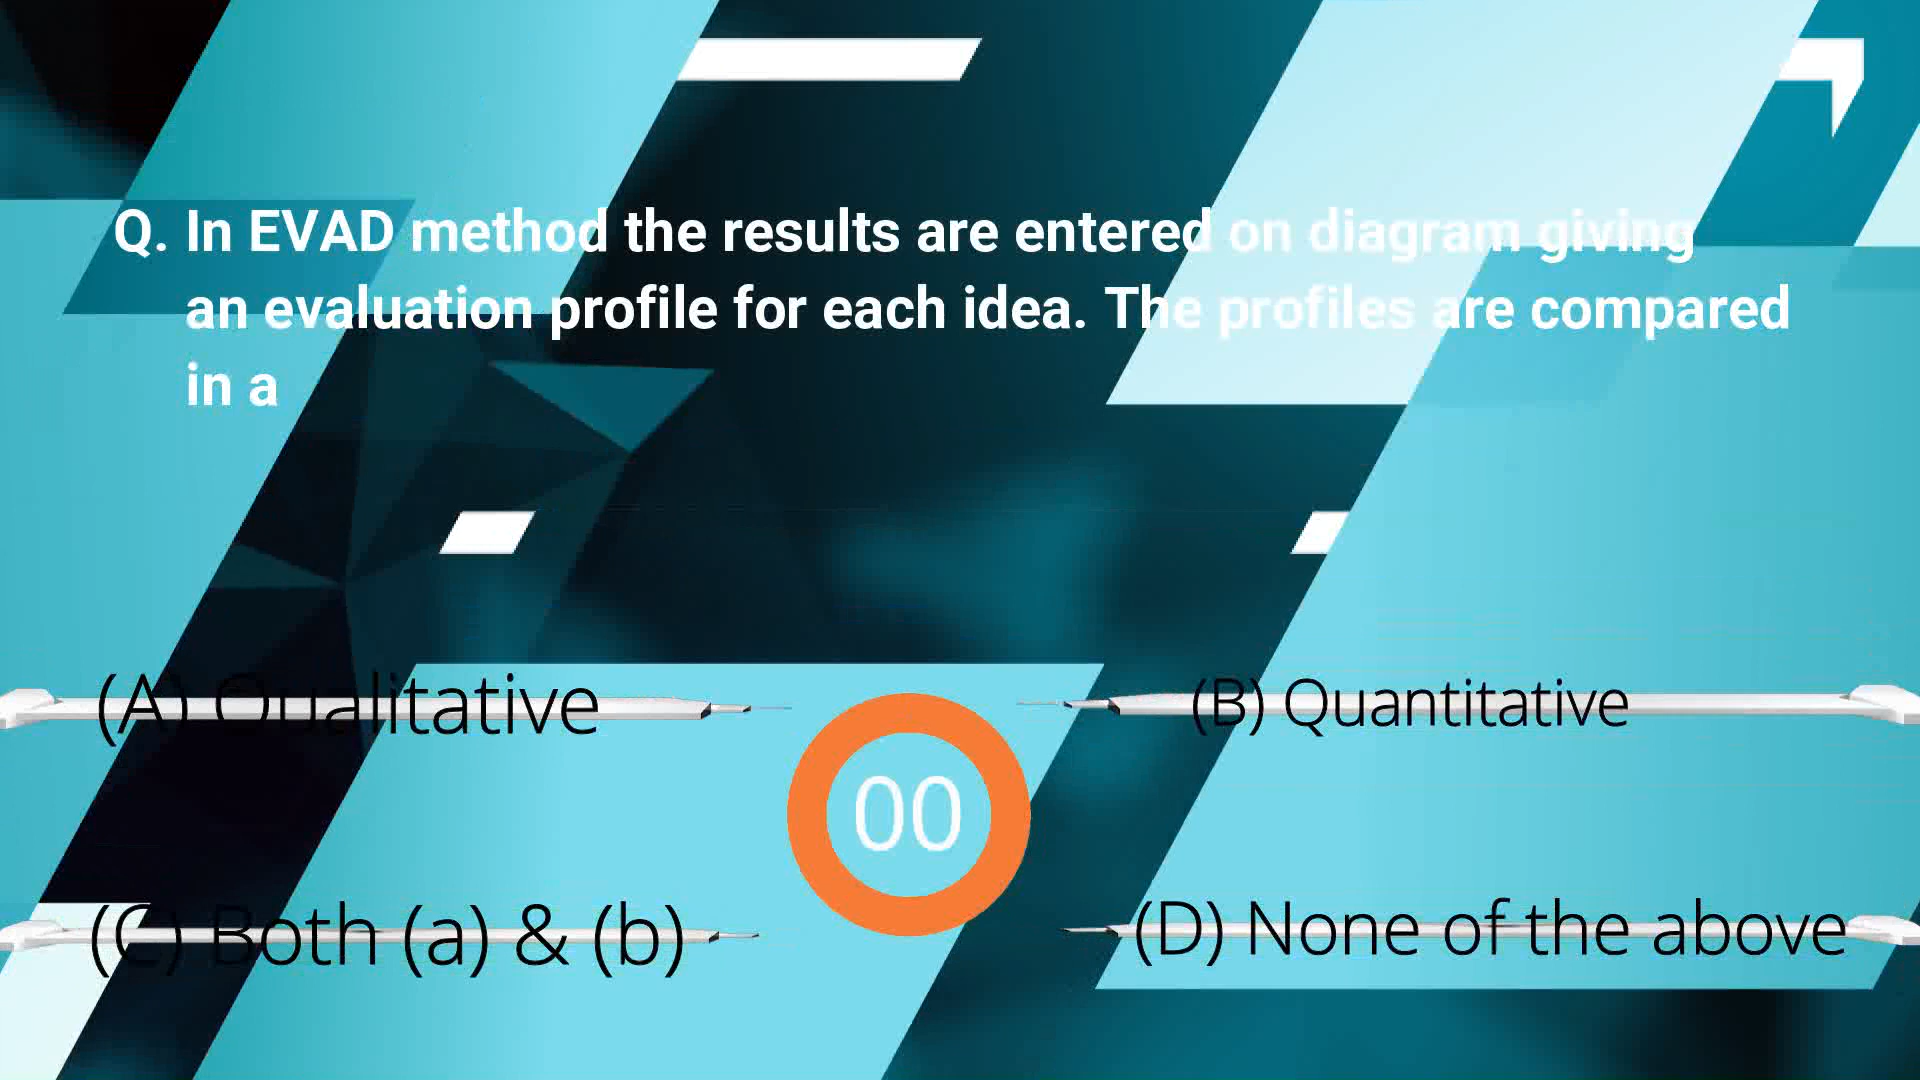 Q. In EVAD method the results are entered on diagram giving
an evaluation profile for each idea. The profiles are compared
in a
(A) Qualitative
(B) Quantitative
00
(C) Both (a) & (b)
(D) None of the above